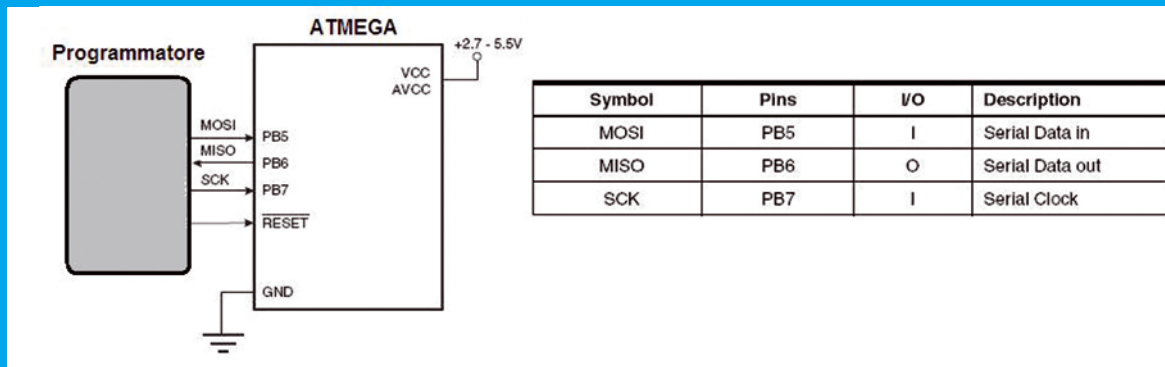 ATMEGA
Programmatore
+2.7 - 5.5V
VCC
AVCC
MOSI
PB5
MISO
PB6
SCK
PB7
RESET
GND
Symbol Pins I/O Description
MOSI PB5 I Serial Data in
MISO PB6 O Serial Data out
SCK PB7 I Serial Clock